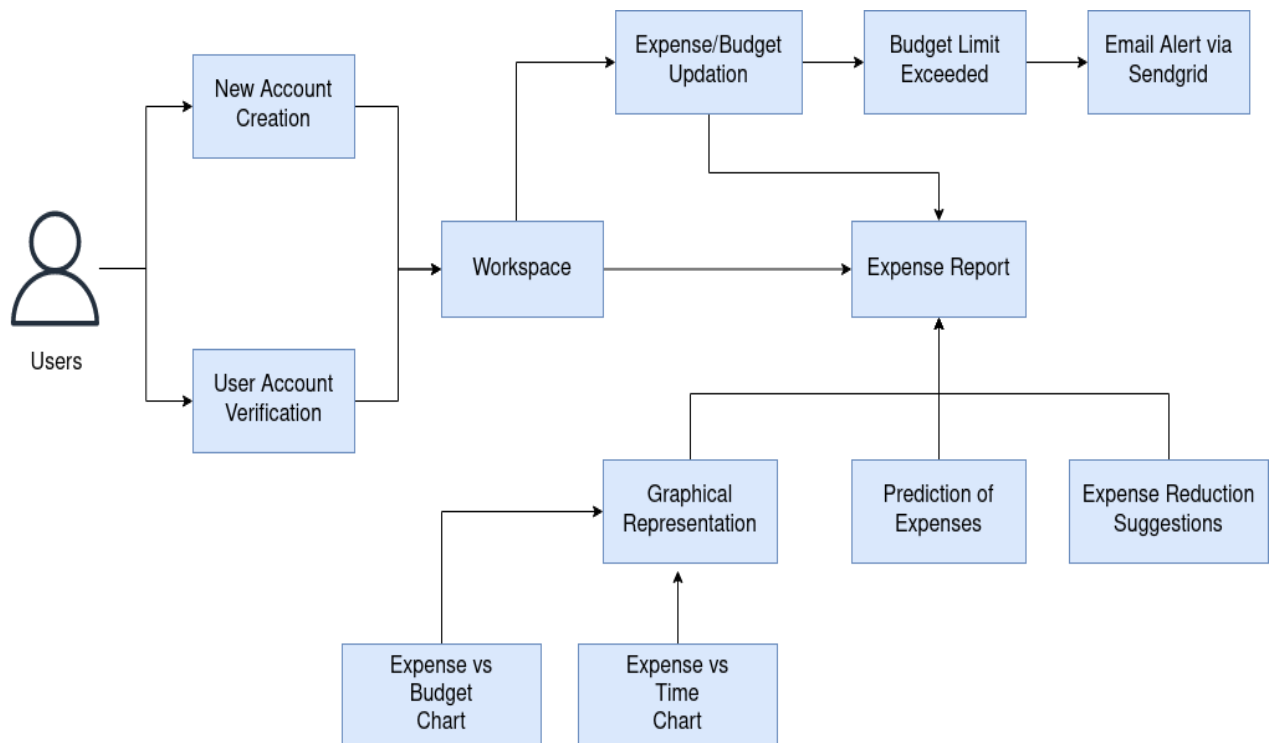 Expense/Budget
Updation
Budget Limit
Exceeded
Email Alert via
Sendgrid
New Account
Creation
Workspace
Expense Report
Users
User Account
Verification
Graphical
Representation
Prediction of
Expenses
Expense Reduction
Suggestions
Expense vs
Budget
Chart
Expense vs
Time
Chart